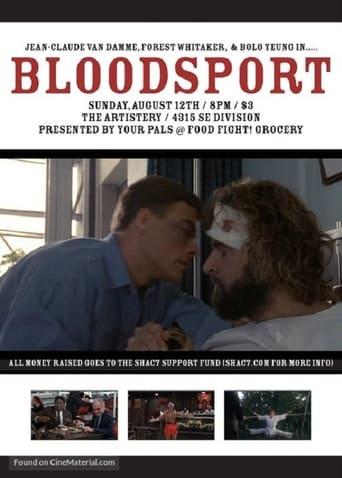 JEAN-CLAUDE VAN DAMME, FOREST WHITAKER, & BOLO YEUNG IN.....
BLOODSPORT
SUNDAY, AUGUST 12TH / 8PM / $3
THE ARTISTERY / 4315 SE DIVISION
PRESENTED BY YOUR PALS @ FOOD FIGHT! GROCERY
ALL MONEY RAISED GOES TO THE SHAC7 SUPPORT FUND (SHAC7.COM FOR MORE INFO)
Found on CineMaterial.com